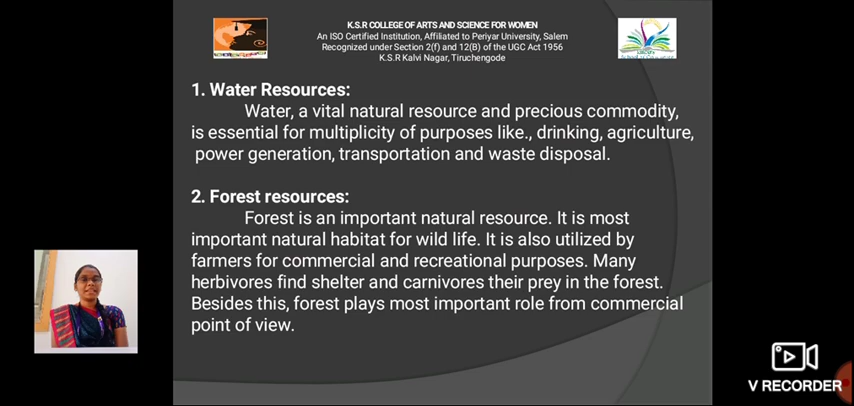 K.S.R COLLEGE OF ARTS AND SCIENCE FOR WOMEN
An ISO Certified Institution, Affiliated to Periyar University, Salem
Recognized under Section 2(f) and 12(B) of the UGC Act 1956
K.S.R Kalvi Nagar, Tiruchengode
1. Water Resources:
Water, a vital natural resource and precious commodity,
is essential for multiplicity of purposes like., drinking, agriculture,
power generation, transportation and waste disposal.
2. Forest resources:
Forest is an important natural resource. It is most
important natural habitat for wild life. It is also utilized by
farmers for commercial and recreational purposes. Many
herbivores find shelter and carnivores their prey in the forest.
Besides this, forest plays most important role from commercial
point of view.
V RECORDER